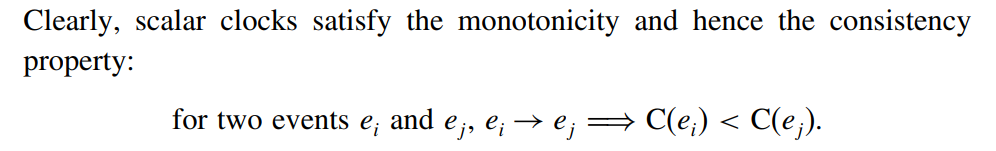 Clearly, scalar clocks satisfy the monotonicity and hence the consistency
property:
for two events eᵢ and eⱼ, eᵢ → eⱼ ⟹ C(eᵢ) < C(eⱼ).